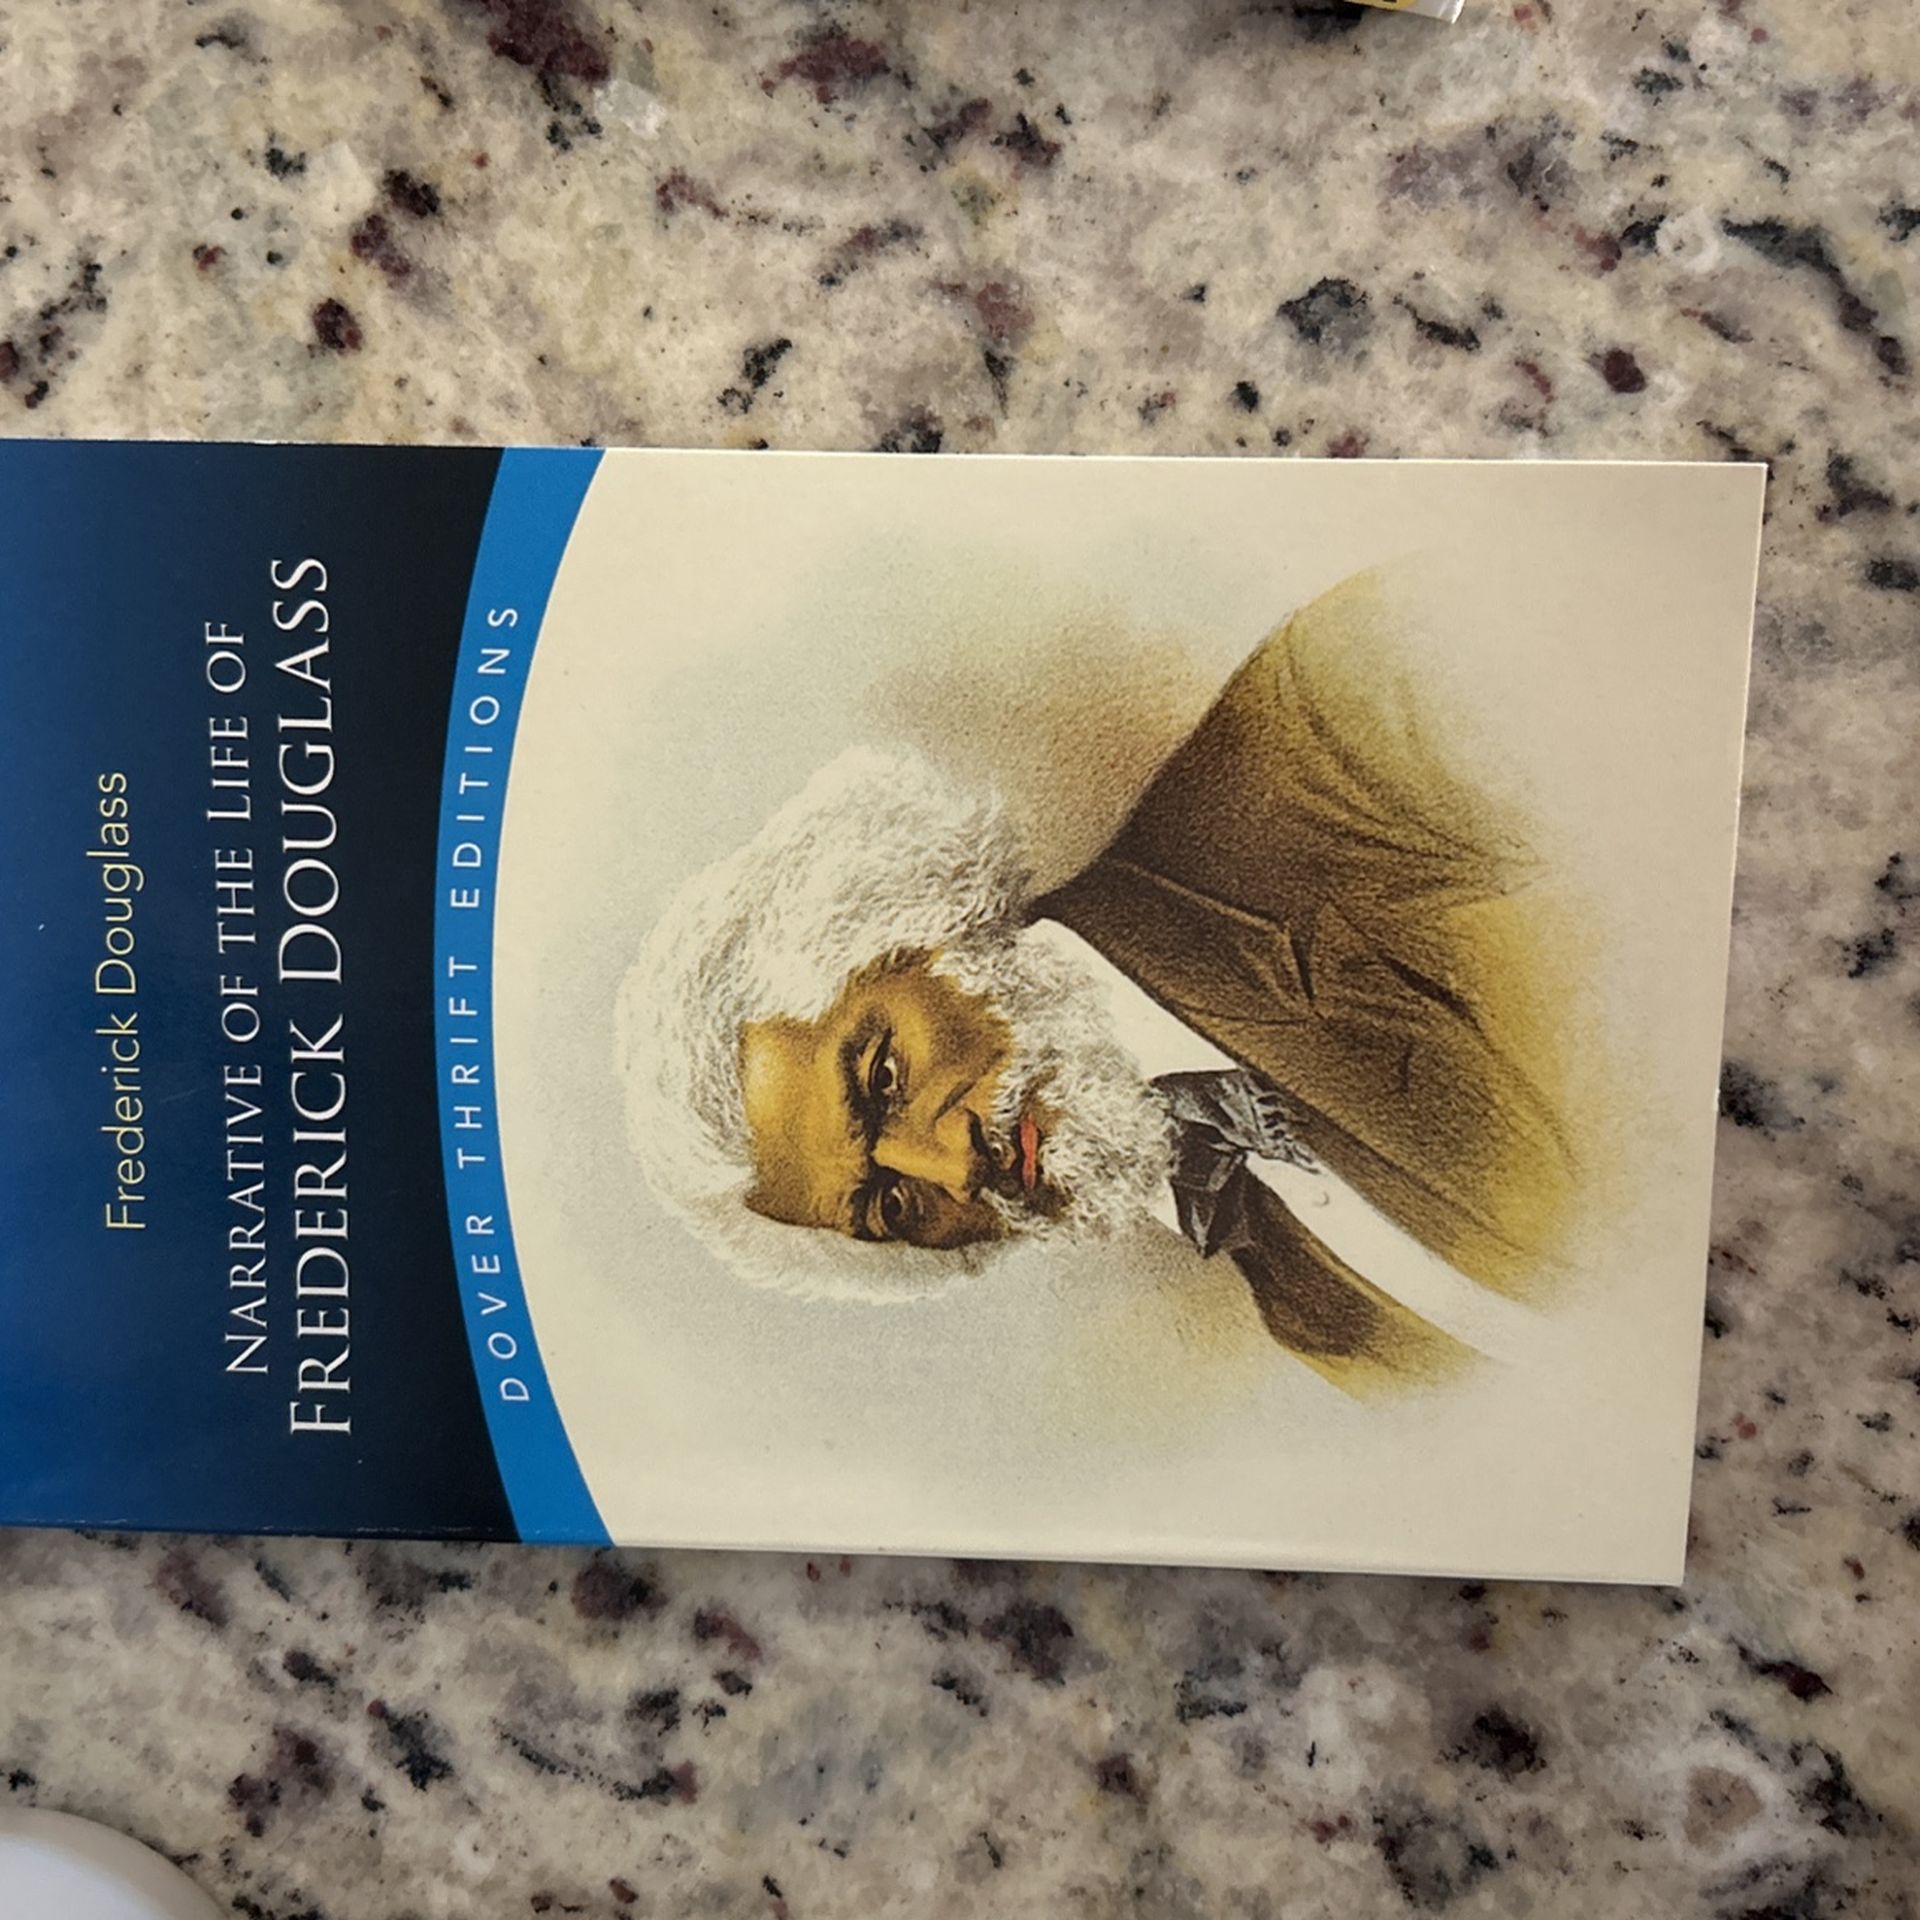 Frederick Douglass
NARRATIVE OF THE LIFE OF
FREDERICK DOUGLASS
DOVER THRIFT EDITIONS